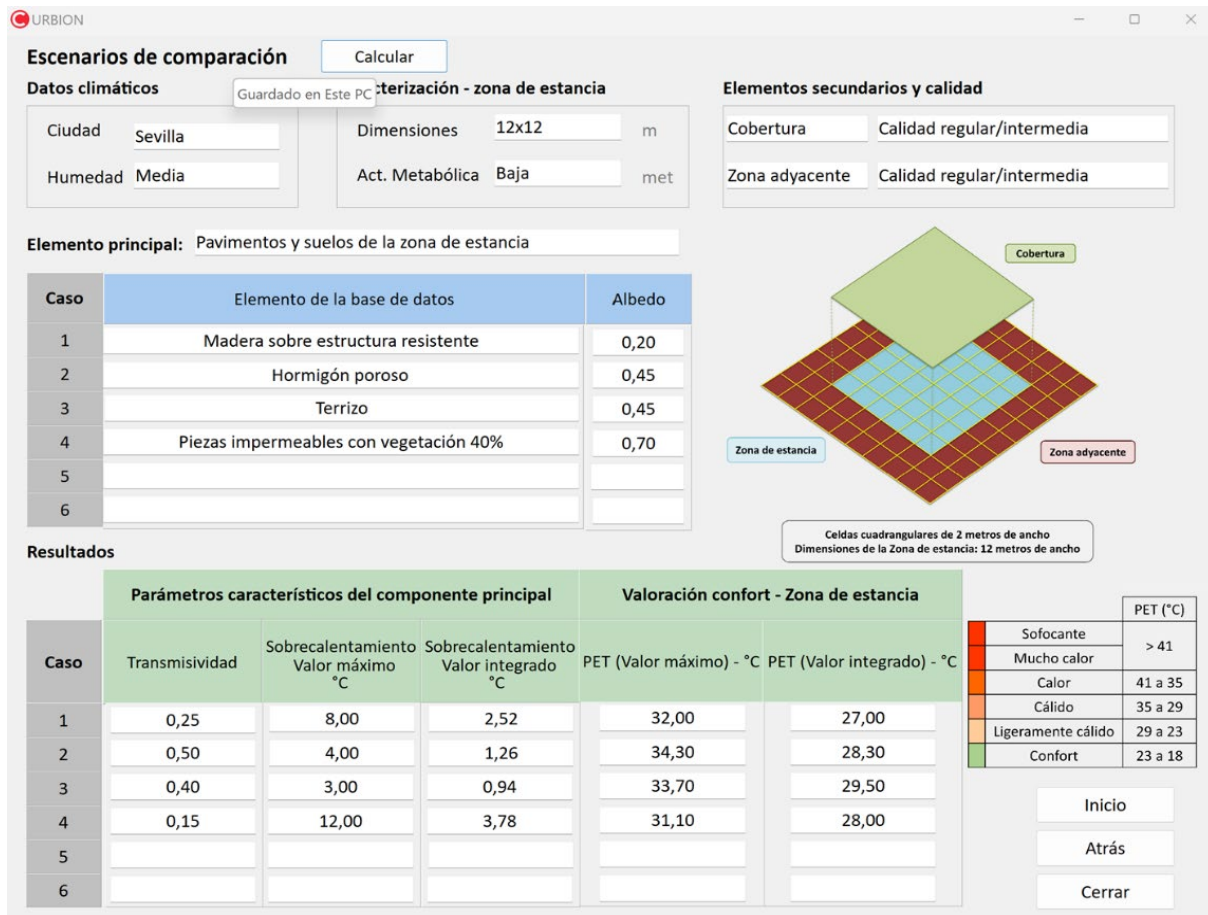 URBION
Escenarios de comparación
Calcular
Guardado en Este PC
Datos climáticos
cterización - zona de estancia
Elementos secundarios y calidad
Ciudad Sevilla
Humedad Media
Dimensiones 12x12 m
Act. Metabólica Baja met
Cobertura Calidad regular/intermedia
Zona adyacente Calidad regular/intermedia
Elemento principal: Pavimentos y suelos de la zona de estancia
Caso Elemento de la base de datos Albedo
1 Madera sobre estructura resistente 0,20
2 Hormigón poroso 0,45
3 Terrizo 0,45
4 Piezas impermeables con vegetación 40% 0,70
5
6
Cobertura
Zona de estancia
Zona adyacente
Celdas cuadrangulares de 2 metros de ancho
Dimensiones de la Zona de estancia: 12 metros de ancho
Resultados
Parámetros característicos del componente principal Valoración confort - Zona de estancia
Caso
Transmisividad
Sobrecalentamiento
Valor máximo
°C
Sobrecalentamiento
Valor integrado
°C
PET (Valor máximo) - °C
PET (Valor integrado) - °C
1 0,25 8,00 2,52 32,00 27,00
2 0,50 4,00 1,26 34,30 28,30
3 0,40 3,00 0,94 33,70 29,50
4 0,15 12,00 3,78 31,10 28,00
5
6
PET (°C)
Sofocante
Mucho calor
> 41
Calor 41 a 35
Cálido 35 a 29
Ligeramente cálido 29 a 23
Confort 23 a 18
Inicio
Atrás
Cerrar